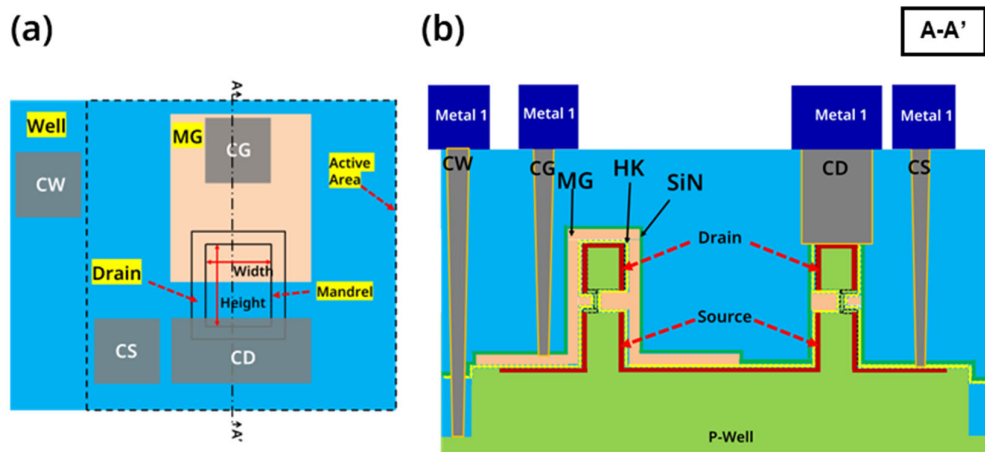 (a)
A
Well
MG
CG
CW
Active
Area
Drain
Width
Mandrel
Height
CS
CD
A'
(b)
A-A’
Metal 1
Metal 1
Metal 1
Metal 1
CW
CG
CD
CS
MG
HK
SiN
Drain
Source
P-Well